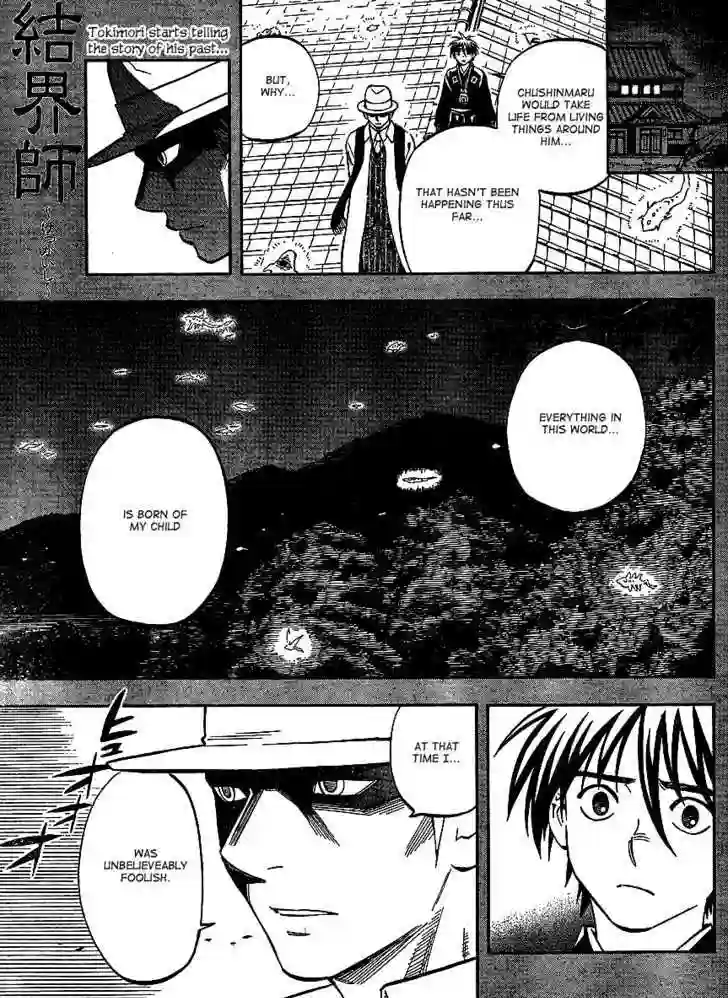 結界師
Tokimori starts telling
the story of his past...
CHUSHINMARU
WOULD TAKE
LIFE FROM LIVING
THINGS AROUND
HIM...
THAT HASN'T BEEN
HAPPENING THUS
FAR...
BUT,
WHY...
EVERYTHING IN
THIS WORLD...
IS BORN OF
MY CHILD
AT THAT
TIME I...
WAS
UNBELIEVEABLY
FOOLISH.